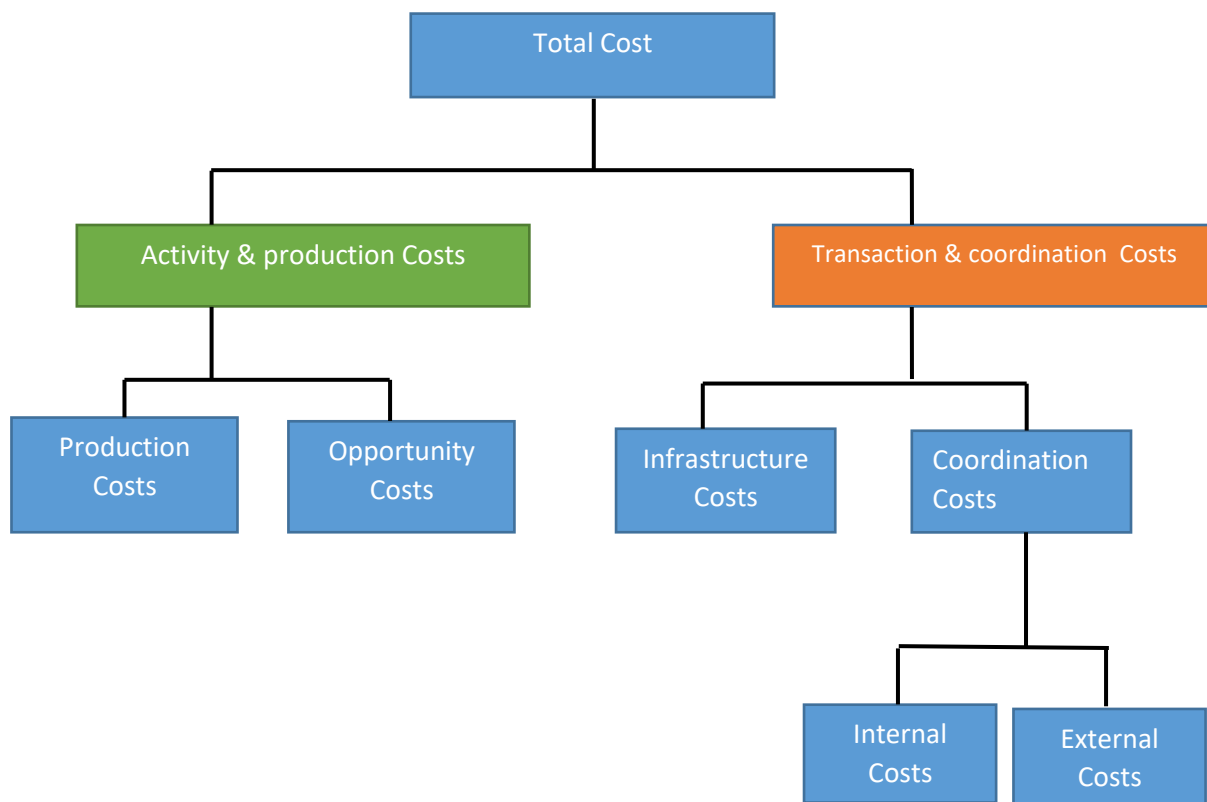 Total Cost
Activity & production Costs
Transaction & coordination  Costs
Production
Costs
Opportunity
Costs
Infrastructure
Costs
Coordination
Costs
Internal
Costs
External
Costs